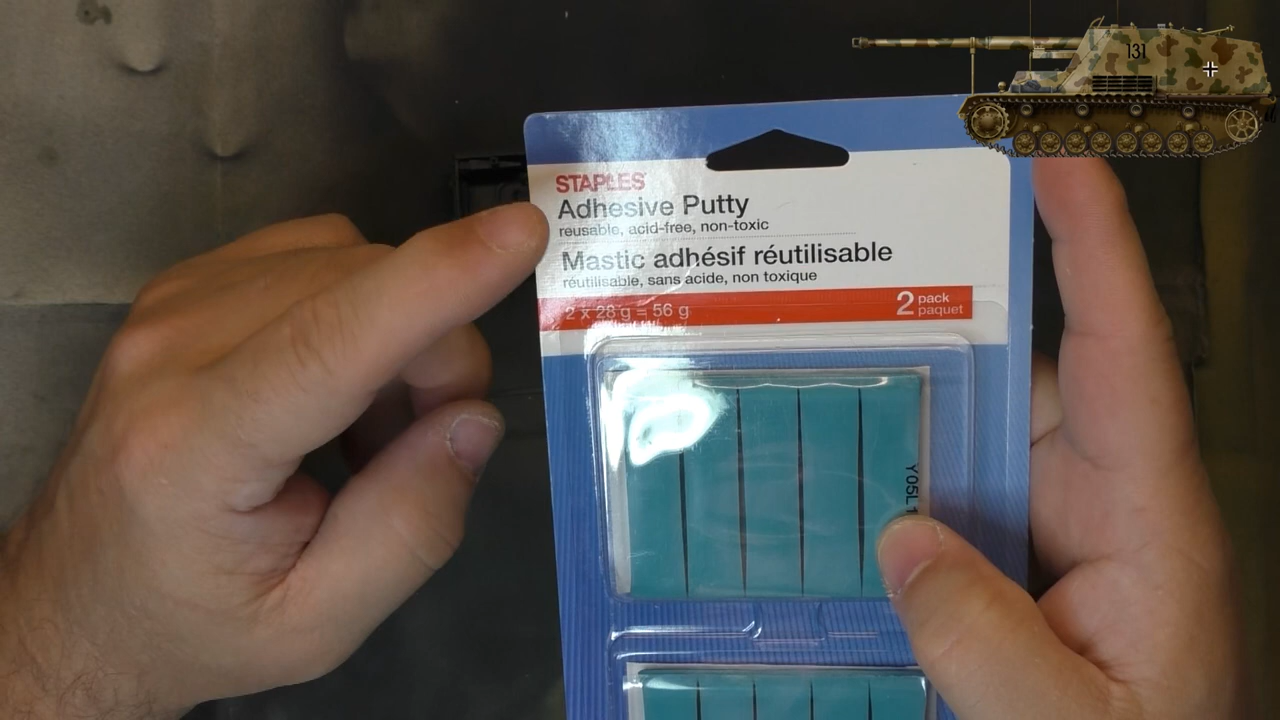 131
STAPLES
Adhesive Putty
reusable, acid-free, non-toxic
Mastic adhésif réutilisable
réutilisable, sans acide, non toxique
2 x 28 g = 56 g
2 pack
paquet
Y05L